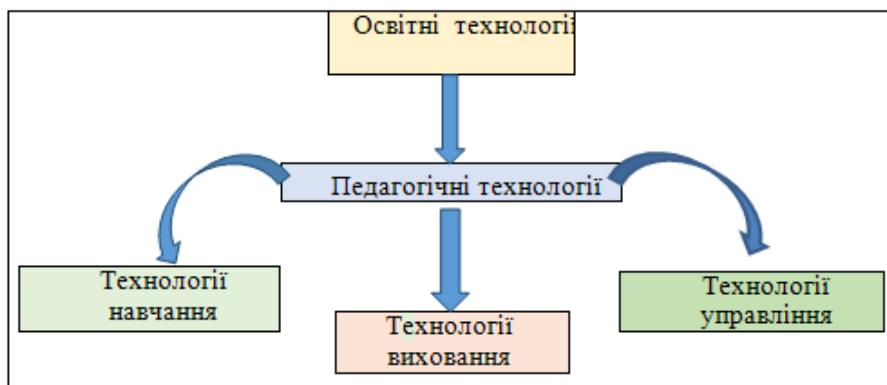 Освітні технології
Педагогічні технології
Технології
навчання
Технології
виховання
Технології
управління